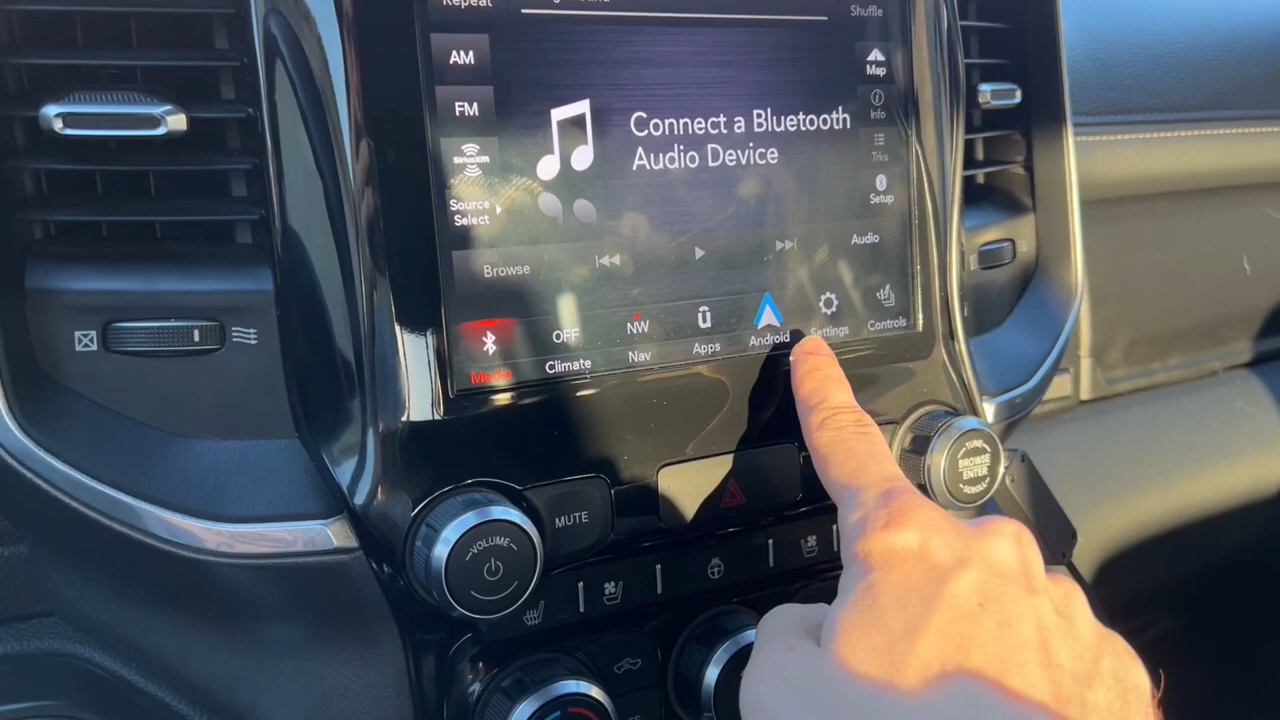 Repeat
Shuffle
AM
FM
SiriusXM
Source
Select
Connect a Bluetooth
Audio Device
Map
Info
Trks
Setup
Browse
Audio
Media
OFF
Climate
NW
Nav
Apps
Android
Settings
Controls
VOLUME
MUTE
TUNE
BROWSE
ENTER
SCROLL